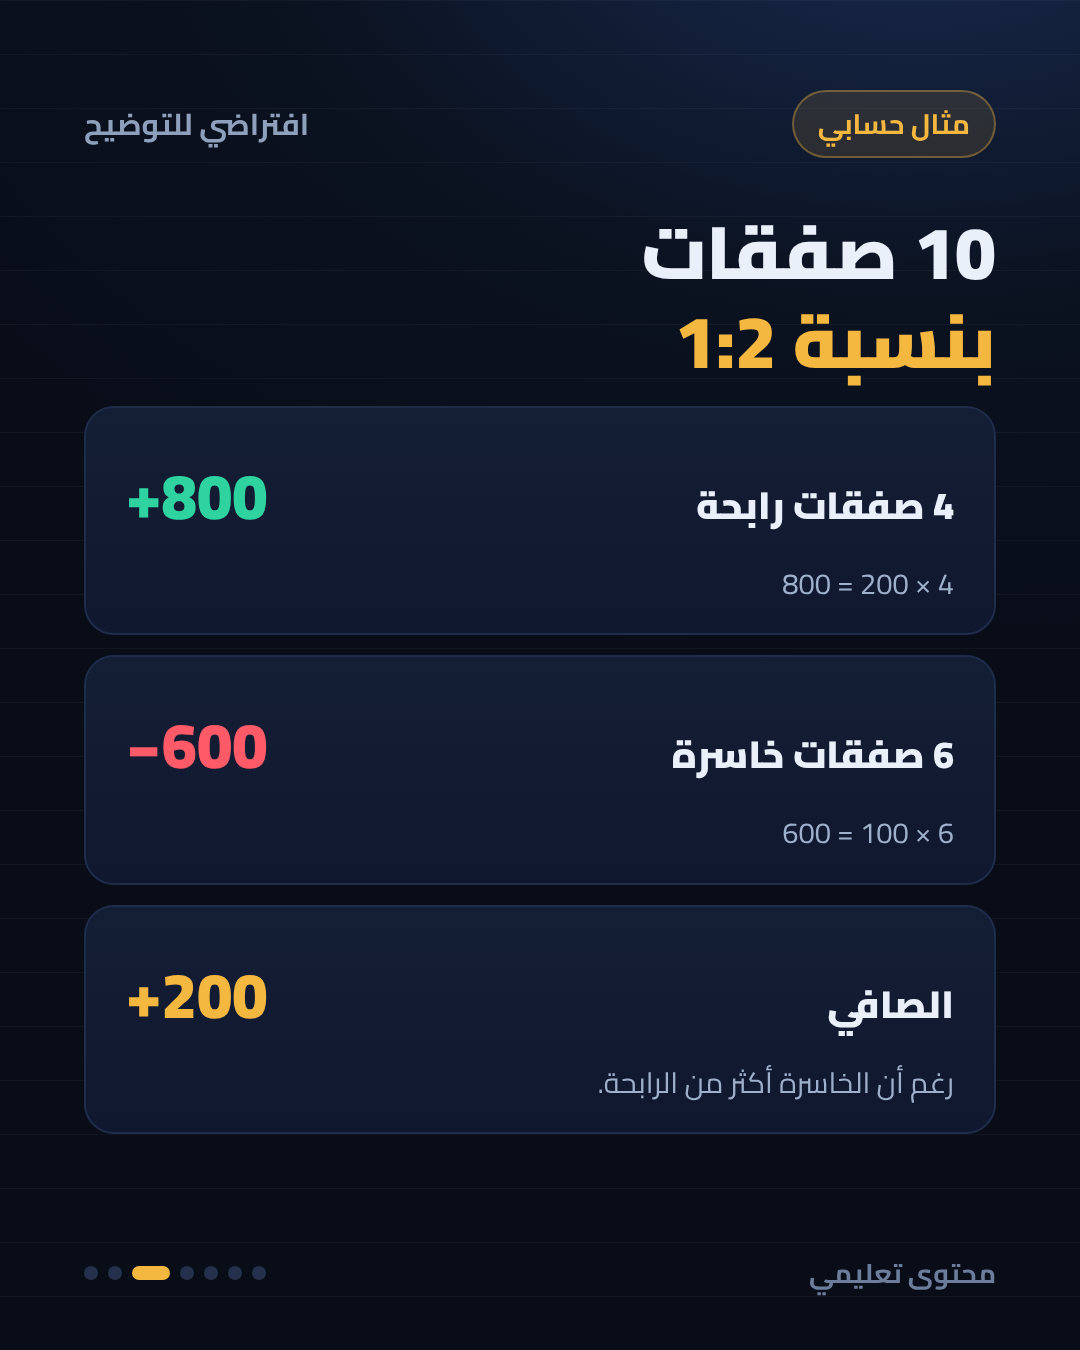 مثال حسابي
افتراضي للتوضيح
10 صفقات
بنسبة 1:2
4 صفقات رابحة
+800
4 × 200 = 800
6 صفقات خاسرة
−600
6 × 100 = 600
الصافي
+200
رغم أن الخاسرة أكثر من الرابحة.
محتوى تعليمي